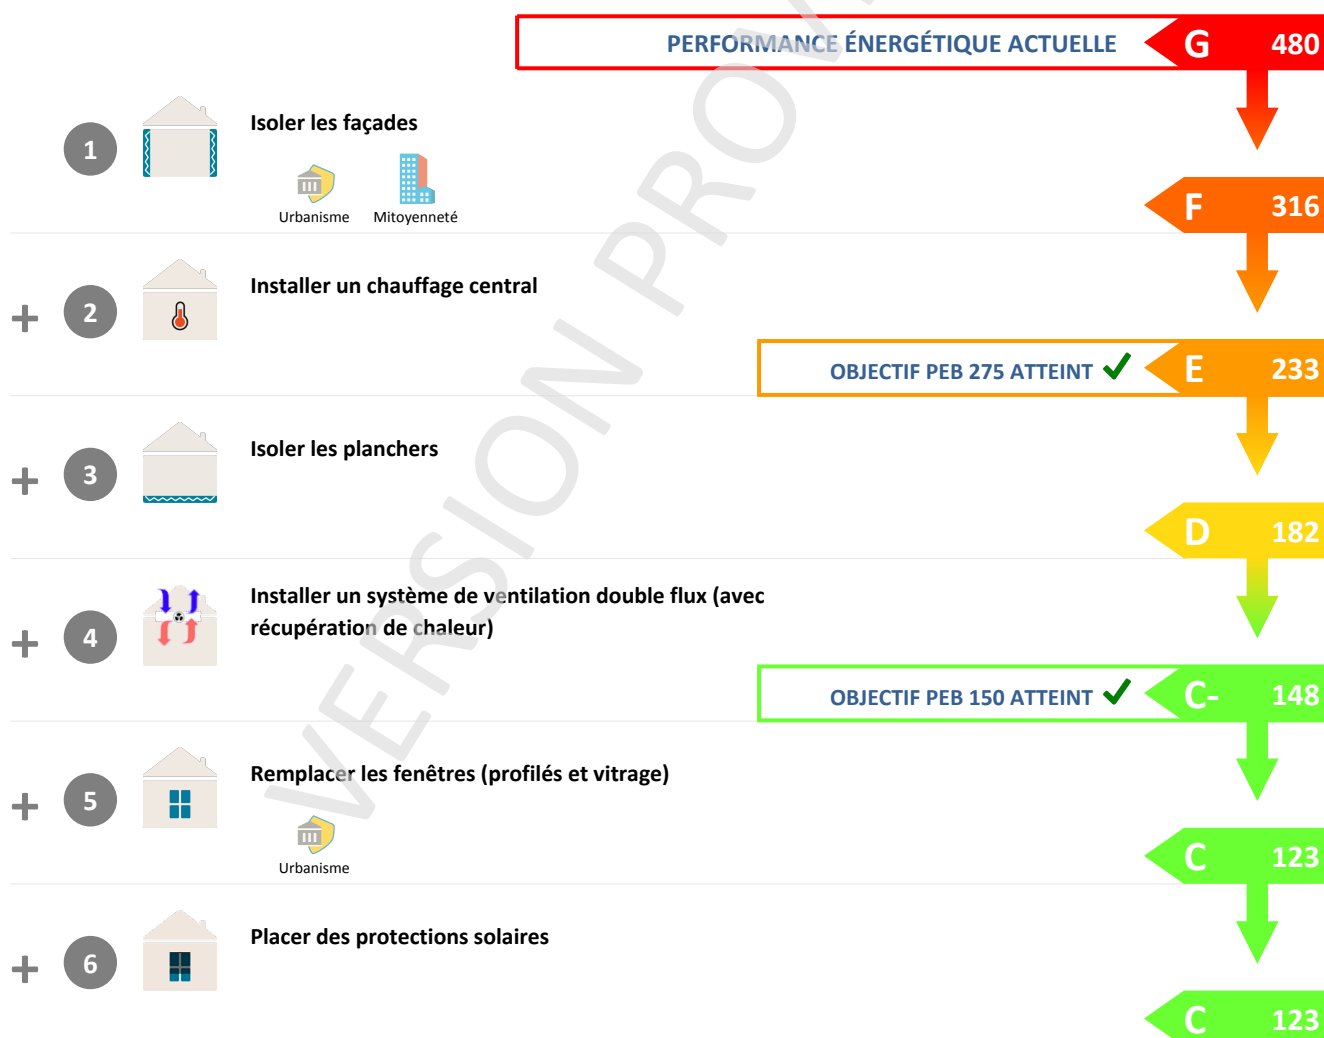 PERFORMANCE ÉNERGÉTIQUE ACTUELLE G 480
1 Isoler les façades
Urbanisme Mitoyenneté
F 316
+ 2 Installer un chauffage central
OBJECTIF PEB 275 ATTEINT ✓ E 233
+ 3 Isoler les planchers
D 182
+ 4 Installer un système de ventilation double flux (avec
récupération de chaleur)
OBJECTIF PEB 150 ATTEINT ✓ C- 148
+ 5 Remplacer les fenêtres (profilés et vitrage)
Urbanisme
C 123
+ 6 Placer des protections solaires
C 123
VERSION PROV